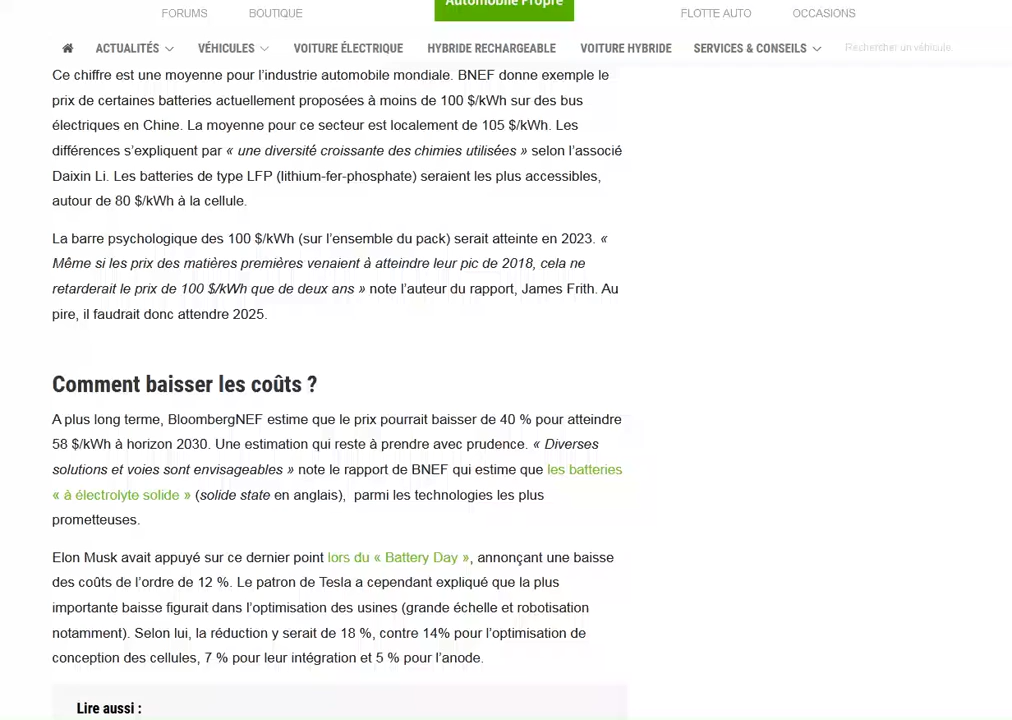 FORUMS BOUTIQUE Automobile Propre FLOTTE AUTO OCCASIONS
ACTUALITÉS VÉHICULES VOITURE ÉLECTRIQUE HYBRIDE RECHARGEABLE VOITURE HYBRIDE SERVICES & CONSEILS Rechercher un véhicule.
Ce chiffre est une moyenne pour l'industrie automobile mondiale. BNEF donne exemple le
prix de certaines batteries actuellement proposées à moins de 100 $/kWh sur des bus
électriques en Chine. La moyenne pour ce secteur est localement de 105 $/kWh. Les
différences s'expliquent par « une diversité croissante des chimies utilisées » selon l'associé
Daixin Li. Les batteries de type LFP (lithium-fer-phosphate) seraient les plus accessibles,
autour de 80 $/kWh à la cellule.
La barre psychologique des 100 $/kWh (sur l'ensemble du pack) serait atteinte en 2023. «
Même si les prix des matières premières venaient à atteindre leur pic de 2018, cela ne
retarderait le prix de 100 $/kWh que de deux ans » note l'auteur du rapport, James Frith. Au
pire, il faudrait donc attendre 2025.
Comment baisser les coûts ?
A plus long terme, BloombergNEF estime que le prix pourrait baisser de 40 % pour atteindre
58 $/kWh à horizon 2030. Une estimation qui reste à prendre avec prudence. « Diverses
solutions et voies sont envisageables » note le rapport de BNEF qui estime que les batteries
« à électrolyte solide » (solide state en anglais), parmi les technologies les plus
prometteuses.
Elon Musk avait appuyé sur ce dernier point lors du « Battery Day », annonçant une baisse
des coûts de l'ordre de 12 %. Le patron de Tesla a cependant expliqué que la plus
importante baisse figurait dans l'optimisation des usines (grande échelle et robotisation
notamment). Selon lui, la réduction y serait de 18 %, contre 14% pour l'optimisation de
conception des cellules, 7 % pour leur intégration et 5 % pour l'anode.
Lire aussi :